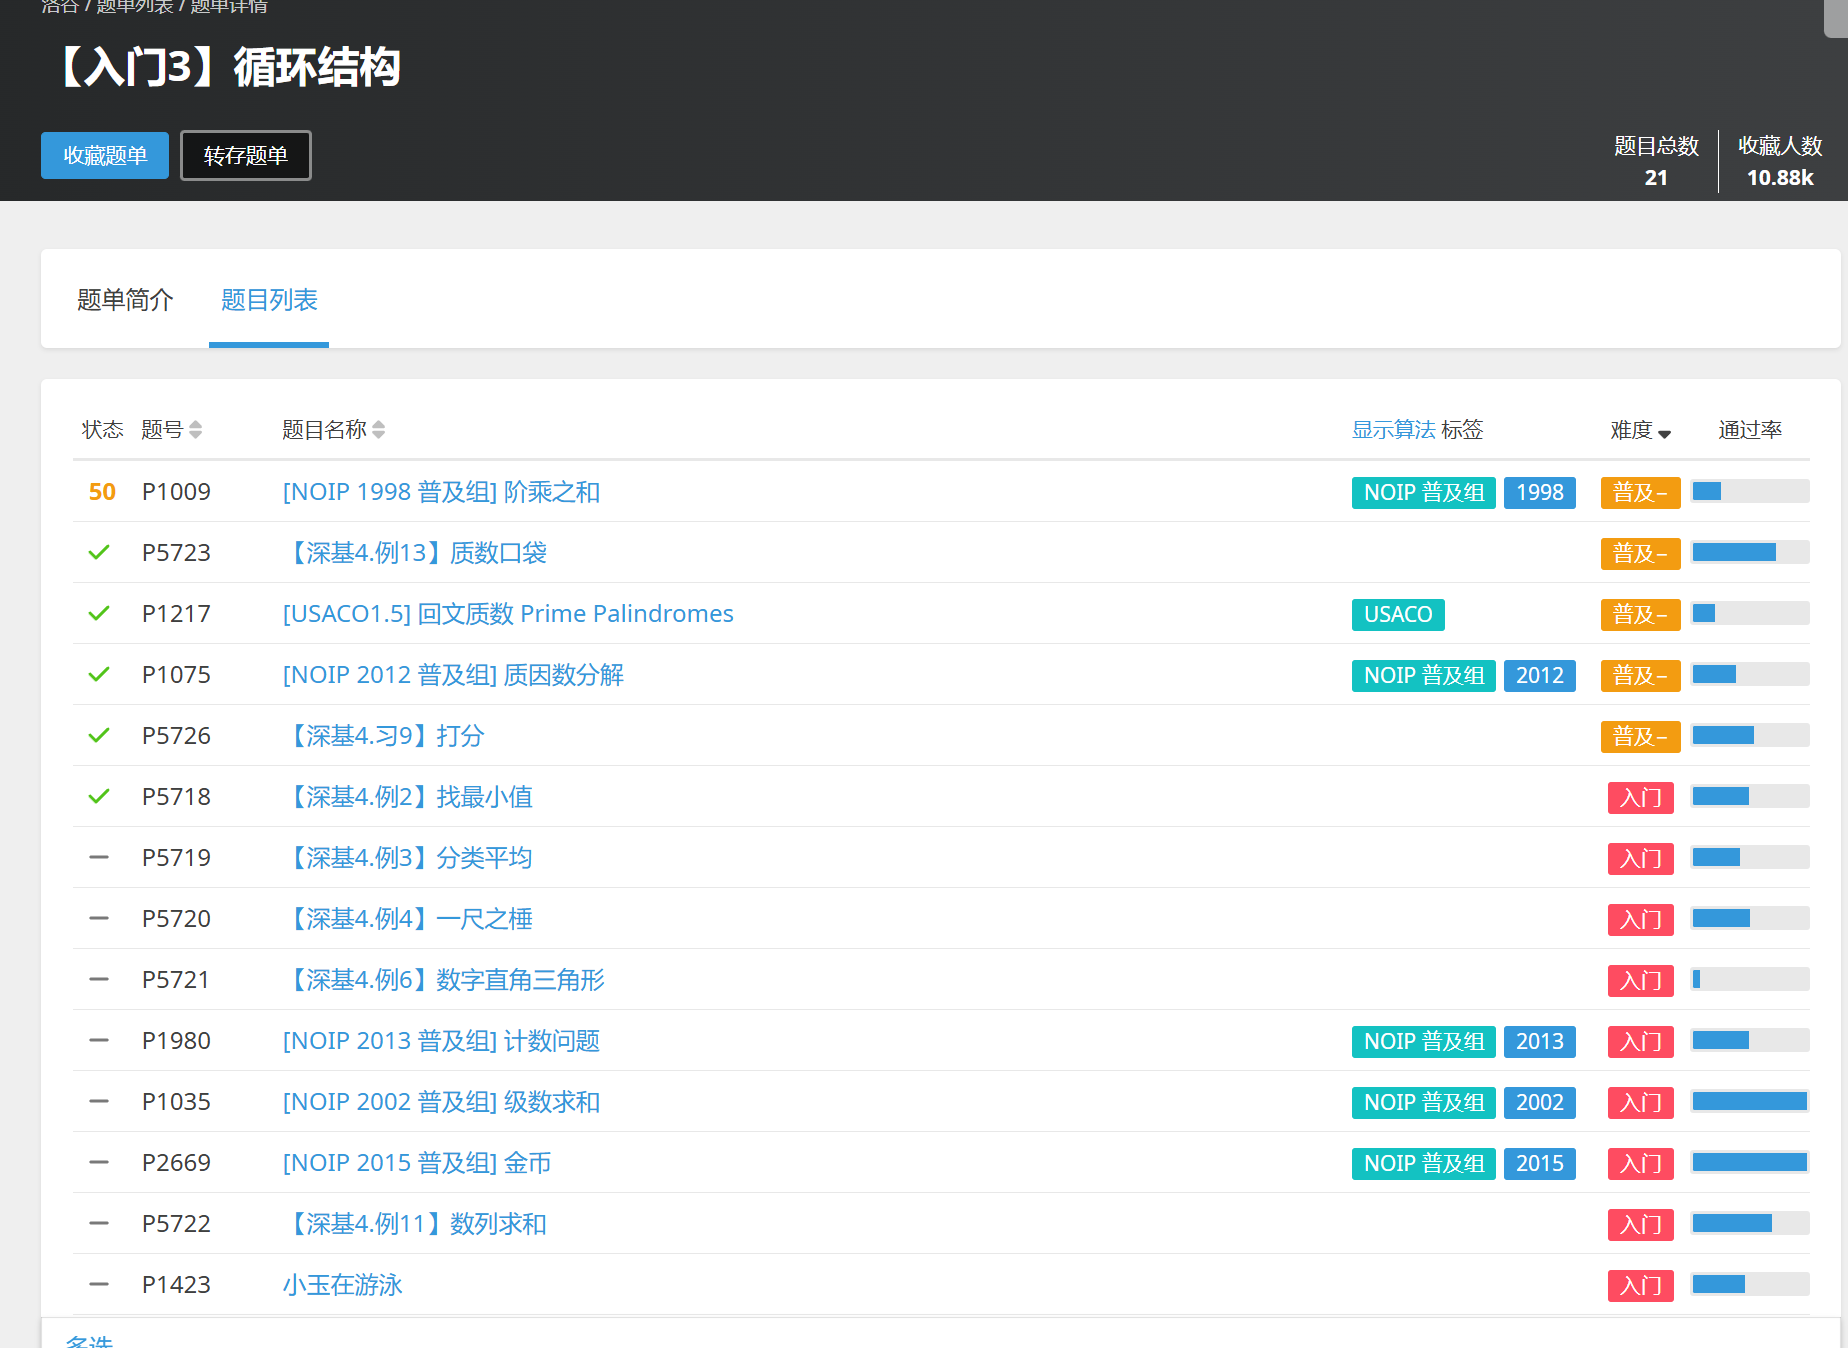 洛谷 / 题单列表 / 题单详情
【入门3】循环结构
收藏题单 转存题单
题目总数 收藏人数
21 10.88k
题单简介 题目列表
状态 题号 题目名称 显示算法 标签 难度 通过率
50 P1009 [NOIP 1998 普及组] 阶乘之和 NOIP 普及组 1998 普及−
P5723 【深基4.例13】质数口袋 普及−
P1217 [USACO1.5] 回文质数 Prime Palindromes USACO 普及−
P1075 [NOIP 2012 普及组] 质因数分解 NOIP 普及组 2012 普及−
P5726 【深基4.习9】打分 普及−
P5718 【深基4.例2】找最小值 入门
P5719 【深基4.例3】分类平均 入门
P5720 【深基4.例4】一尺之棰 入门
P5721 【深基4.例6】数字直角三角形 入门
P1980 [NOIP 2013 普及组] 计数问题 NOIP 普及组 2013 入门
P1035 [NOIP 2002 普及组] 级数求和 NOIP 普及组 2002 入门
P2669 [NOIP 2015 普及组] 金币 NOIP 普及组 2015 入门
P5722 【深基4.例11】数列求和 入门
P1423 小玉在游泳 入门
多选